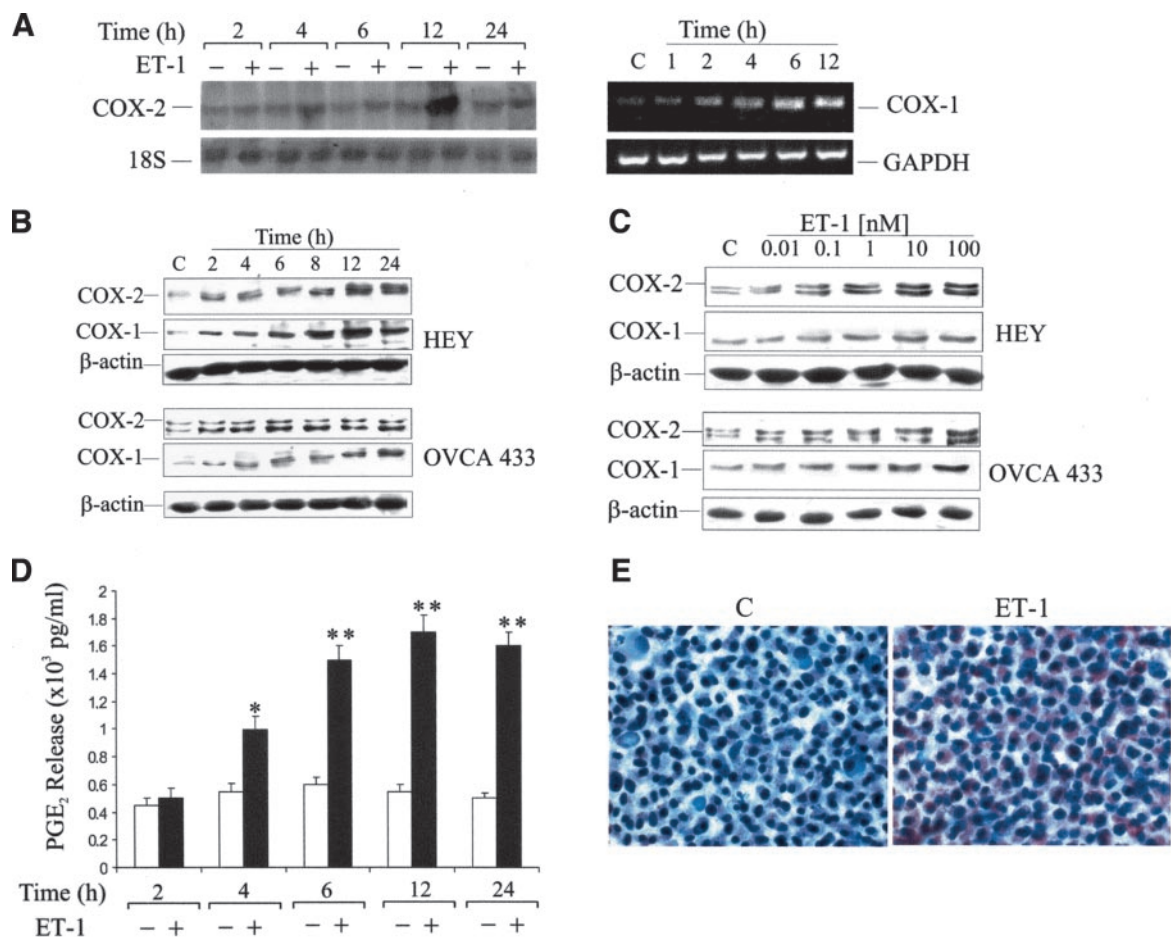 A
Time (h) 2 4 6 12 24
ET-1 − + − + − + − + − +
COX-2
18S
Time (h)
C 1 2 4 6 12
COX-1
GAPDH
B
Time (h)
C 2 4 6 8 12 24
COX-2
COX-1
HEY
β-actin
COX-2
COX-1
OVCA 433
β-actin
C
ET-1 [nM]
C 0.01 0.1 1 10 100
COX-2
COX-1
HEY
β-actin
COX-2
COX-1
OVCA 433
β-actin
D
PGE₂ Release (x10³ pg/ml)
2
1.8
1.6
1.4
1.2
1
0.8
0.6
0.4
0.2
0
* ** ** **
Time (h) 2 4 6 12 24
ET-1 − + − + − + − + − +
E
C ET-1